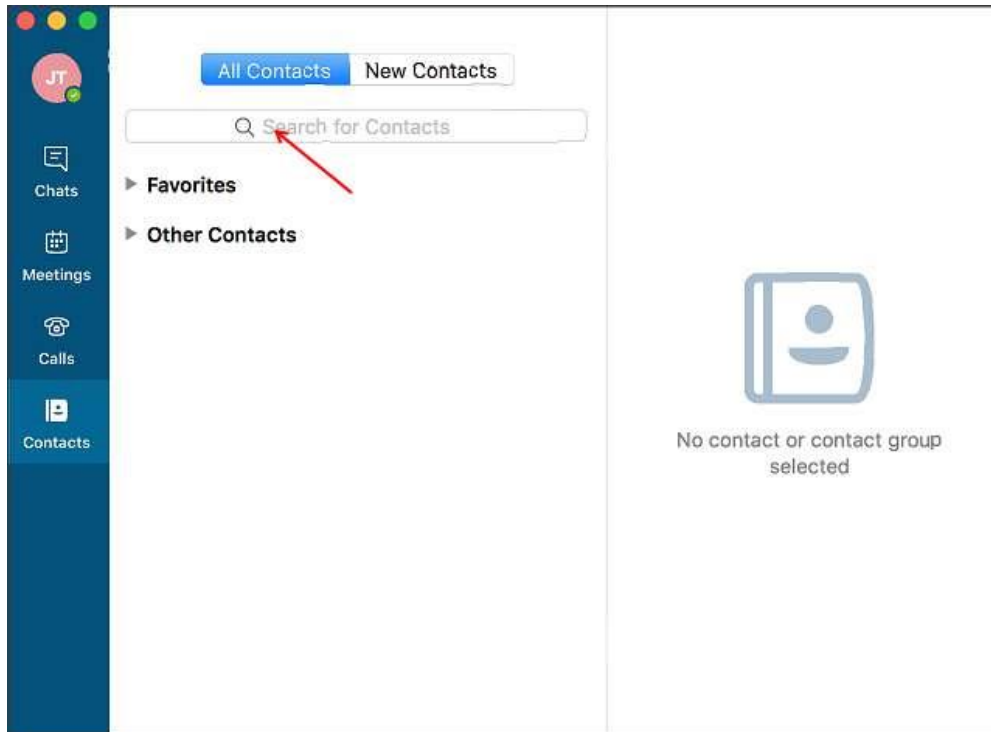 JT
All Contacts
New Contacts
Search for Contacts
Chats
Favorites
Other Contacts
Meetings
Calls
Contacts
No contact or contact group
selected